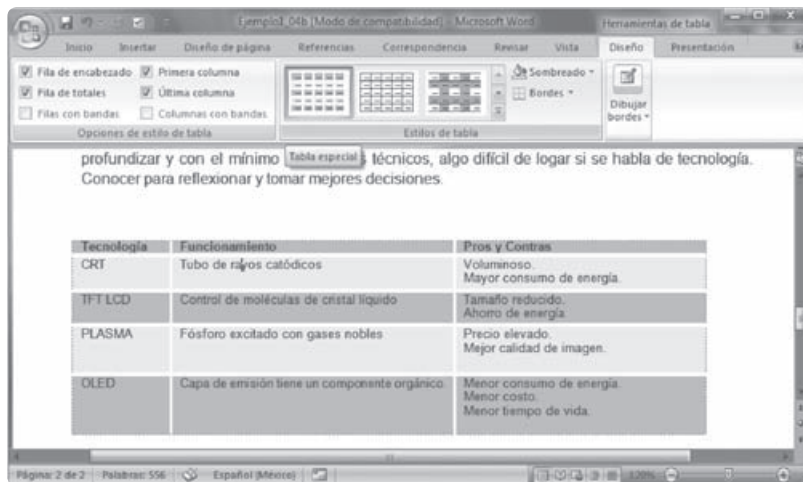 Ejemplo1_04b [Modo de compatibilidad] - Microsoft Word
Herramientas de tabla
Inicio Insertar Diseño de página Referencias Correspondencia Revisar Vista Diseño Presentación
Fila de encabezado Primera columna
Fila de totales Última columna
Filas con bandas Columnas con bandas
Opciones de estilo de tabla
Sombreado
Bordes
Estilos de tabla
Dibujar
bordes
profundizar y con el mínimo Tabla especial técnicos, algo difícil de logar si se habla de tecnología.
Conocer para reflexionar y tomar mejores decisiones.
Tecnología Funcionamiento Pros y Contras
CRT Tubo de rayos catódicos Voluminoso.
Mayor consumo de energía.
TFT LCD Control de moléculas de cristal líquido Tamaño reducido.
Ahorro de energía
PLASMA Fósforo excitado con gases nobles Precio elevado.
Mejor calidad de imagen.
OLED Capa de emisión tiene un componente orgánico. Menor consumo de energía.
Menor costo.
Menor tiempo de vida.
Página: 2 de 2 Palabras: 556 Español (México) 120%